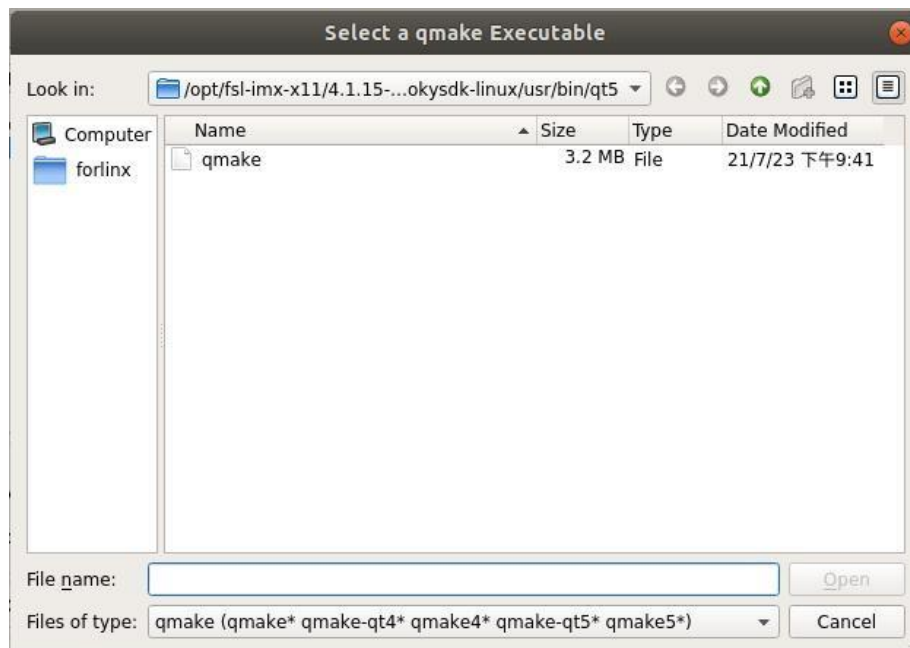 Select a qmake Executable
Look in: /opt/fsl-imx-x11/4.1.15-...okysdk-linux/usr/bin/qt5
Computer
forlinx
Name Size Type Date Modified
qmake 3.2 MB File 21/7/23 下午9:41
File name: Open
Files of type: qmake (qmake* qmake-qt4* qmake4* qmake-qt5* qmake5*) Cancel